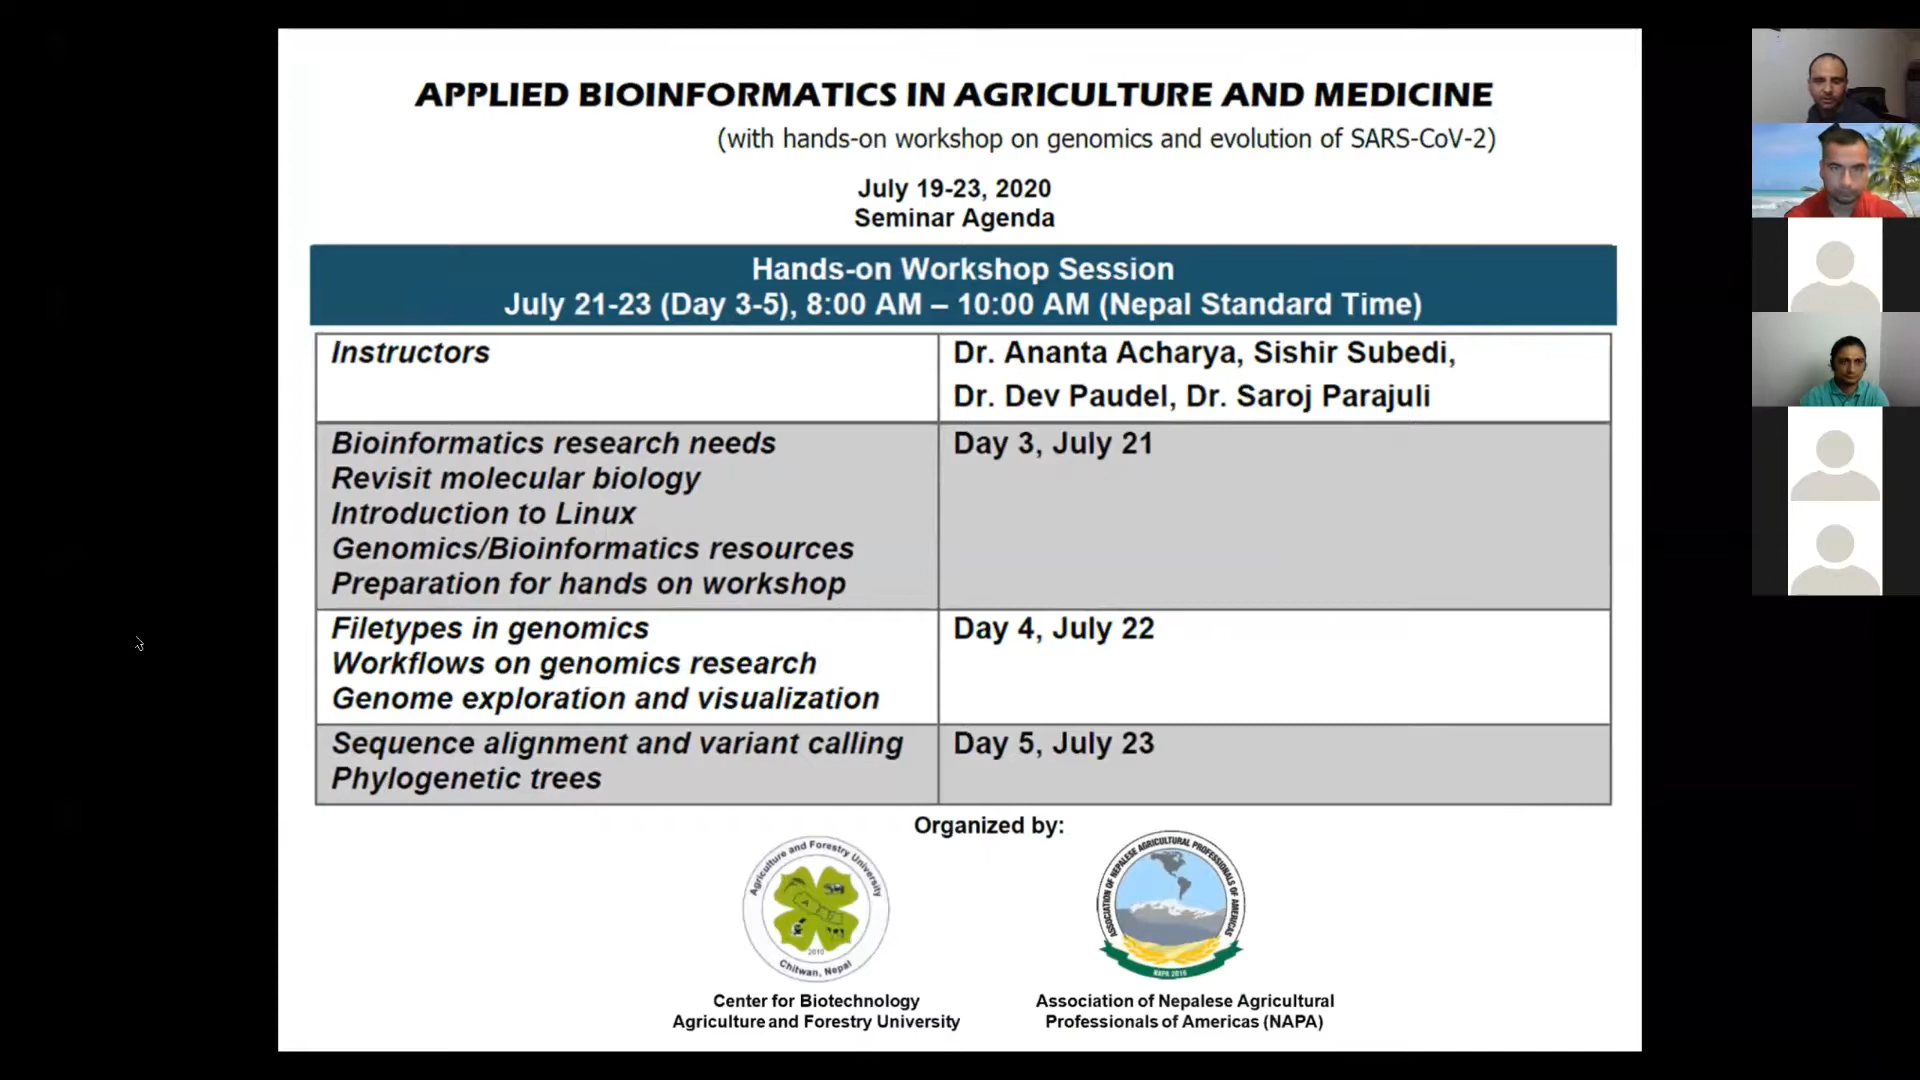 APPLIED BIOINFORMATICS IN AGRICULTURE AND MEDICINE
(with hands-on workshop on genomics and evolution of SARS-CoV-2)
July 19-23, 2020
Seminar Agenda
Hands-on Workshop Session
July 21-23 (Day 3-5), 8:00 AM – 10:00 AM (Nepal Standard Time)
Instructors
Dr. Ananta Acharya, Sishir Subedi,
Dr. Dev Paudel, Dr. Saroj Parajuli
Bioinformatics research needs
Revisit molecular biology
Introduction to Linux
Genomics/Bioinformatics resources
Preparation for hands on workshop
Day 3, July 21
Filetypes in genomics
Workflows on genomics research
Genome exploration and visualization
Day 4, July 22
Sequence alignment and variant calling
Phylogenetic trees
Day 5, July 23
Organized by:
Agriculture and Forestry University
2010
Chitwan, Nepal
ASSOCIATION OF NEPALESE AGRICULTURAL PROFESSIONALS OF AMERICAS
NAPA 2016
Center for Biotechnology
Agriculture and Forestry University
Association of Nepalese Agricultural
Professionals of Americas (NAPA)